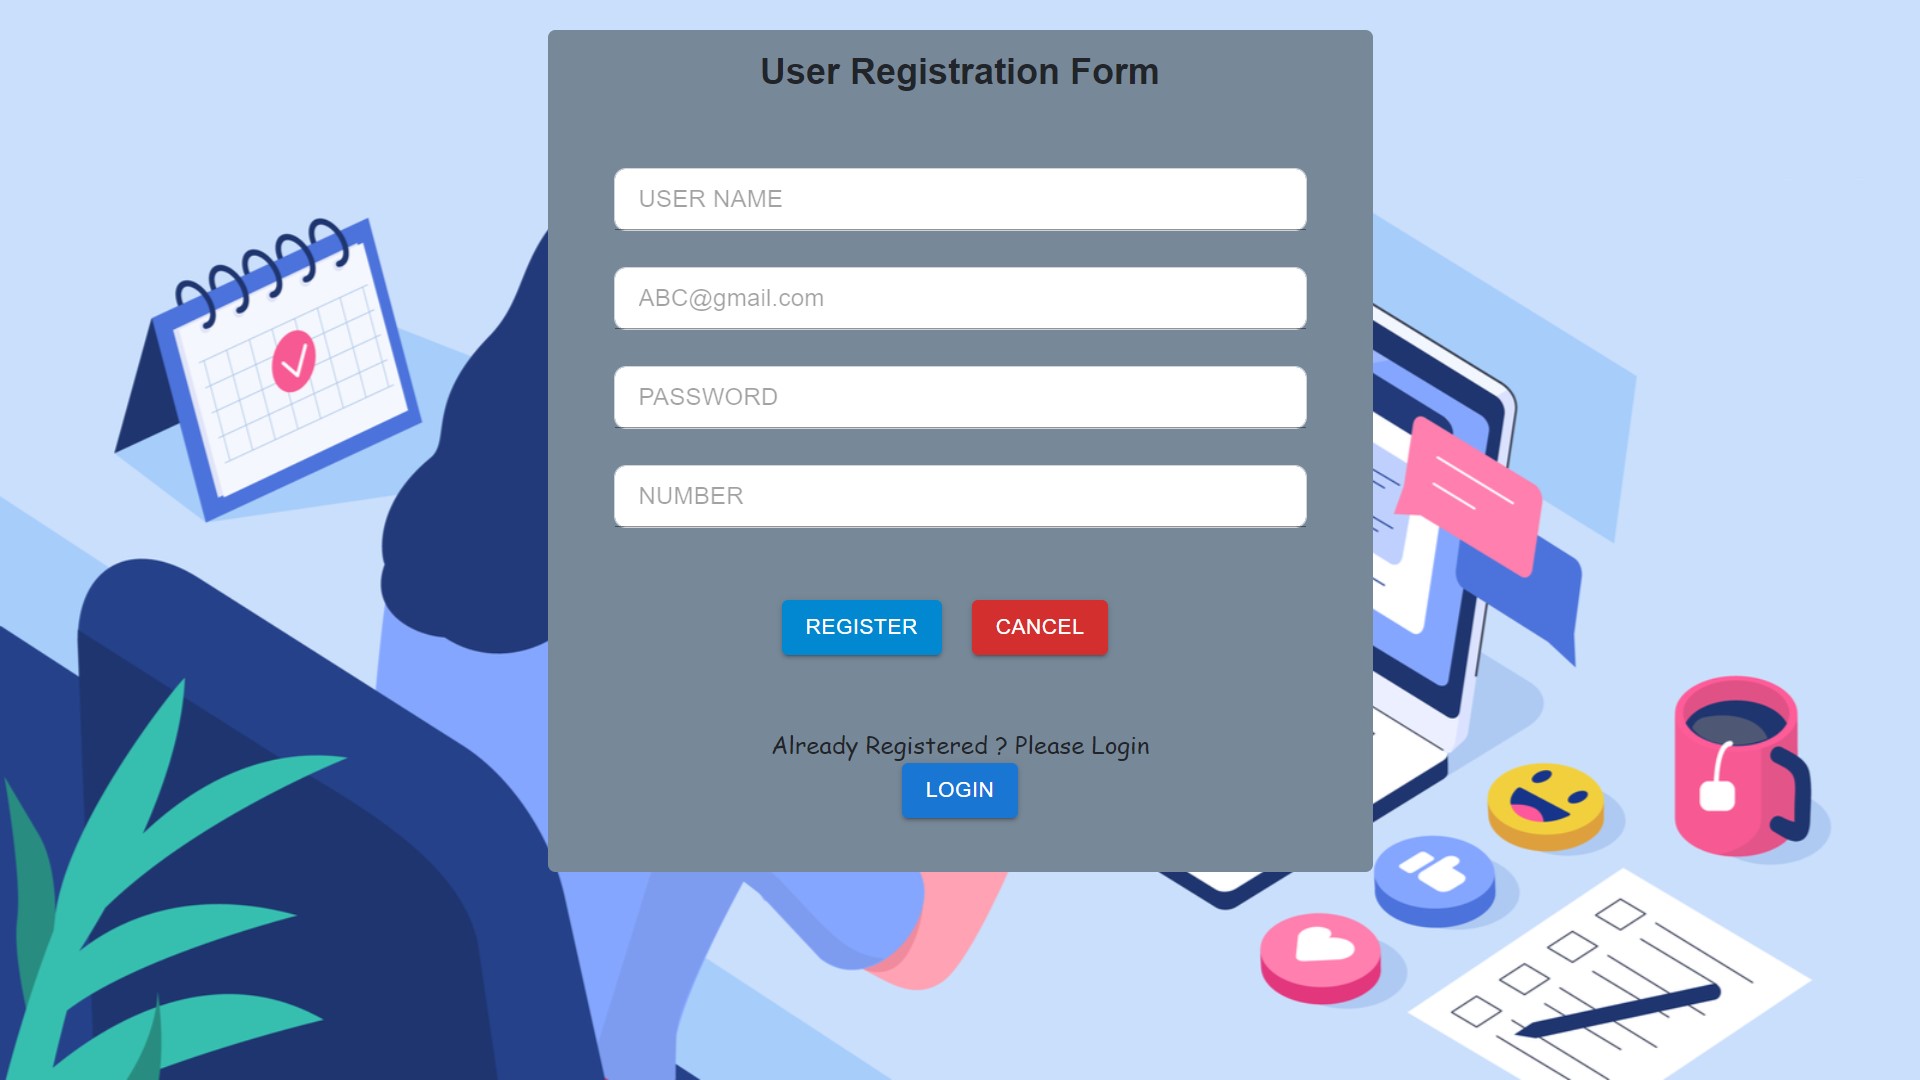 User Registration Form
USER NAME
ABC@gmail.com
PASSWORD
NUMBER
REGISTER CANCEL
Already Registered ? Please Login
LOGIN